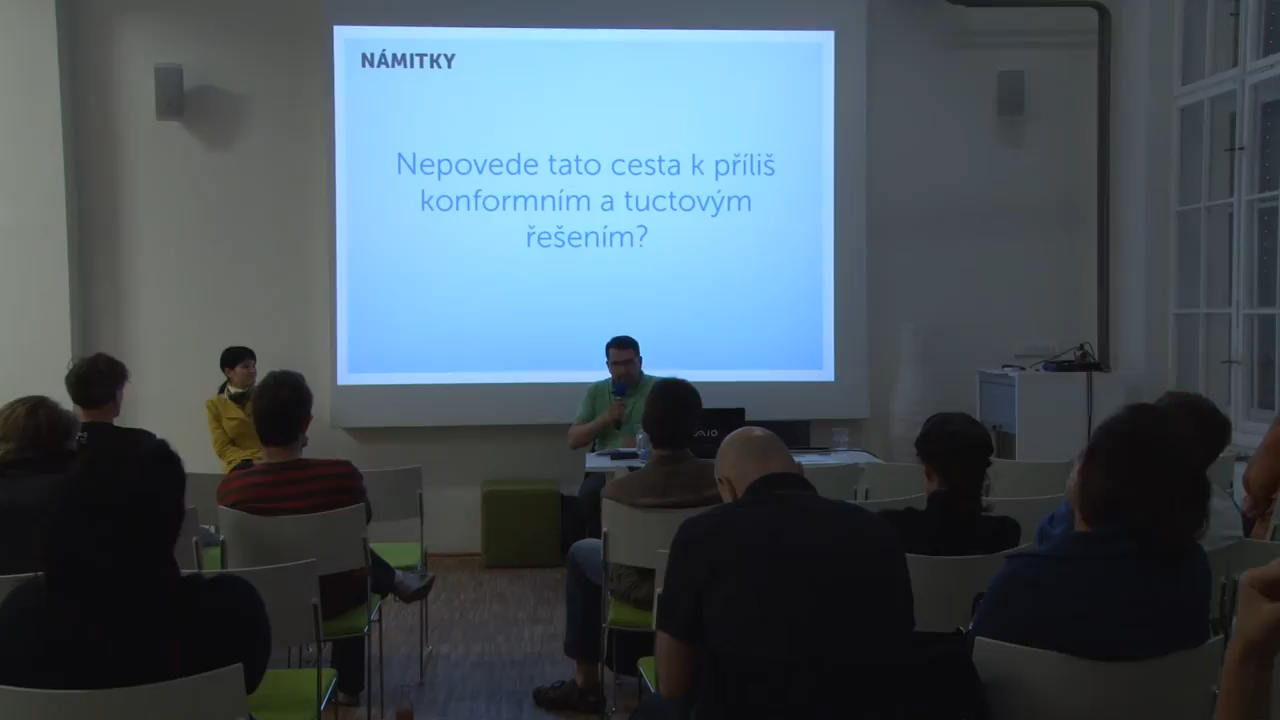 NÁMITKY
Nepovede tato cesta k příliš
konformním a tuctovým
řešením?
VAIO